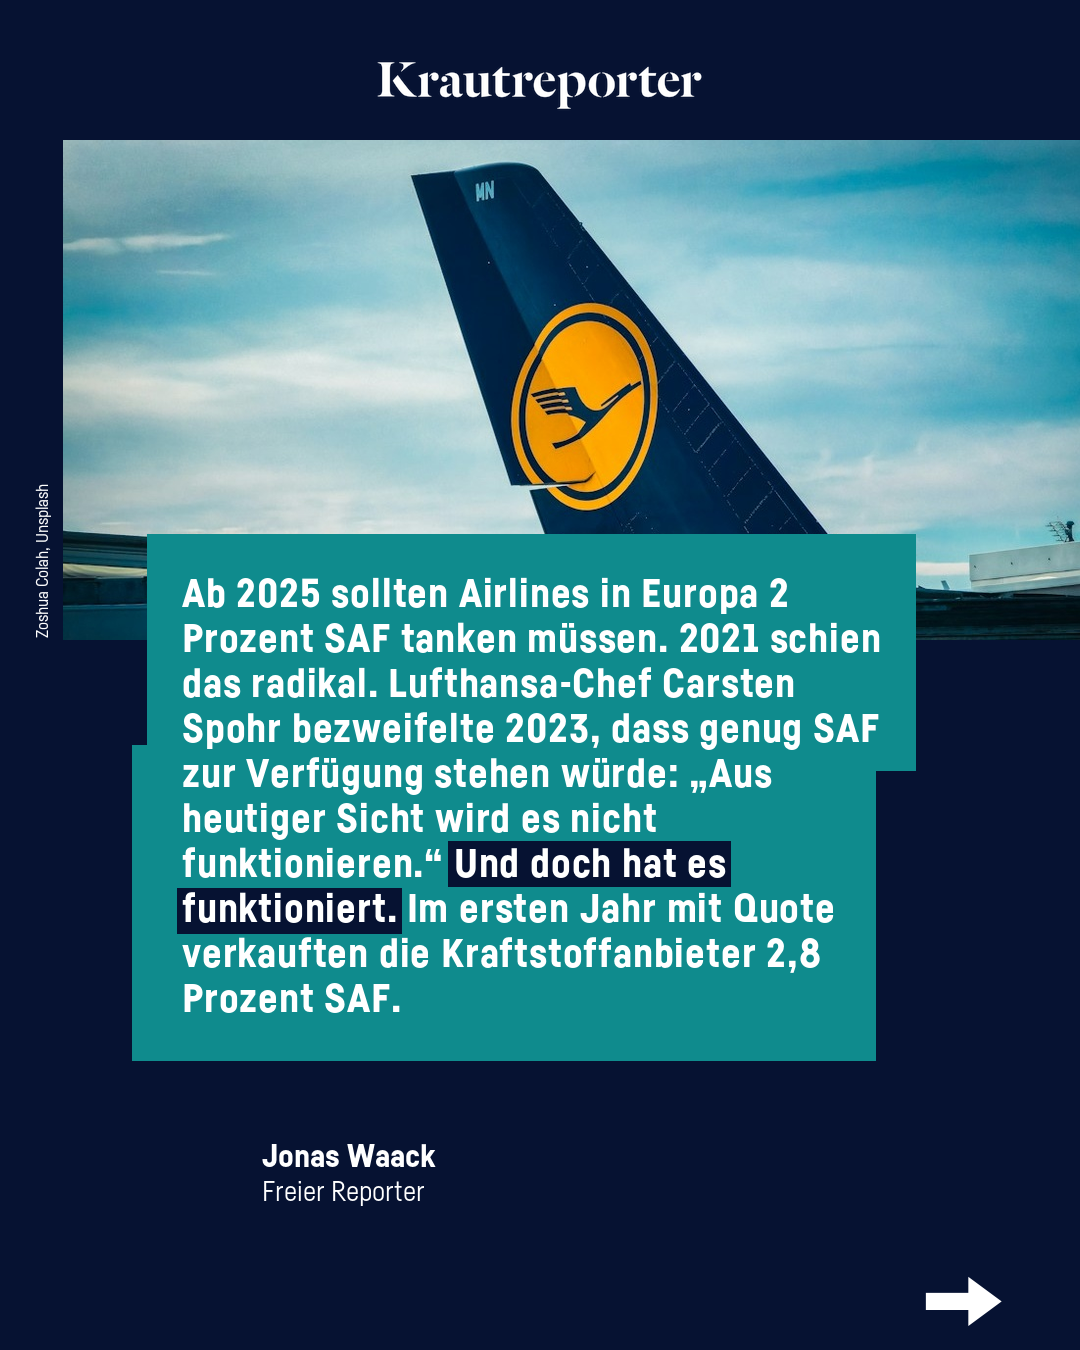 Krautreporter
MN
Zoshua Colah, Unsplash
Ab 2025 sollten Airlines in Europa 2
Prozent SAF tanken müssen. 2021 schien
das radikal. Lufthansa-Chef Carsten
Spohr bezweifelte 2023, dass genug SAF
zur Verfügung stehen würde: „Aus
heutiger Sicht wird es nicht
funktionieren.“ Und doch hat es
funktioniert. Im ersten Jahr mit Quote
verkauften die Kraftstoffanbieter 2,8
Prozent SAF.
Jonas Waack
Freier Reporter